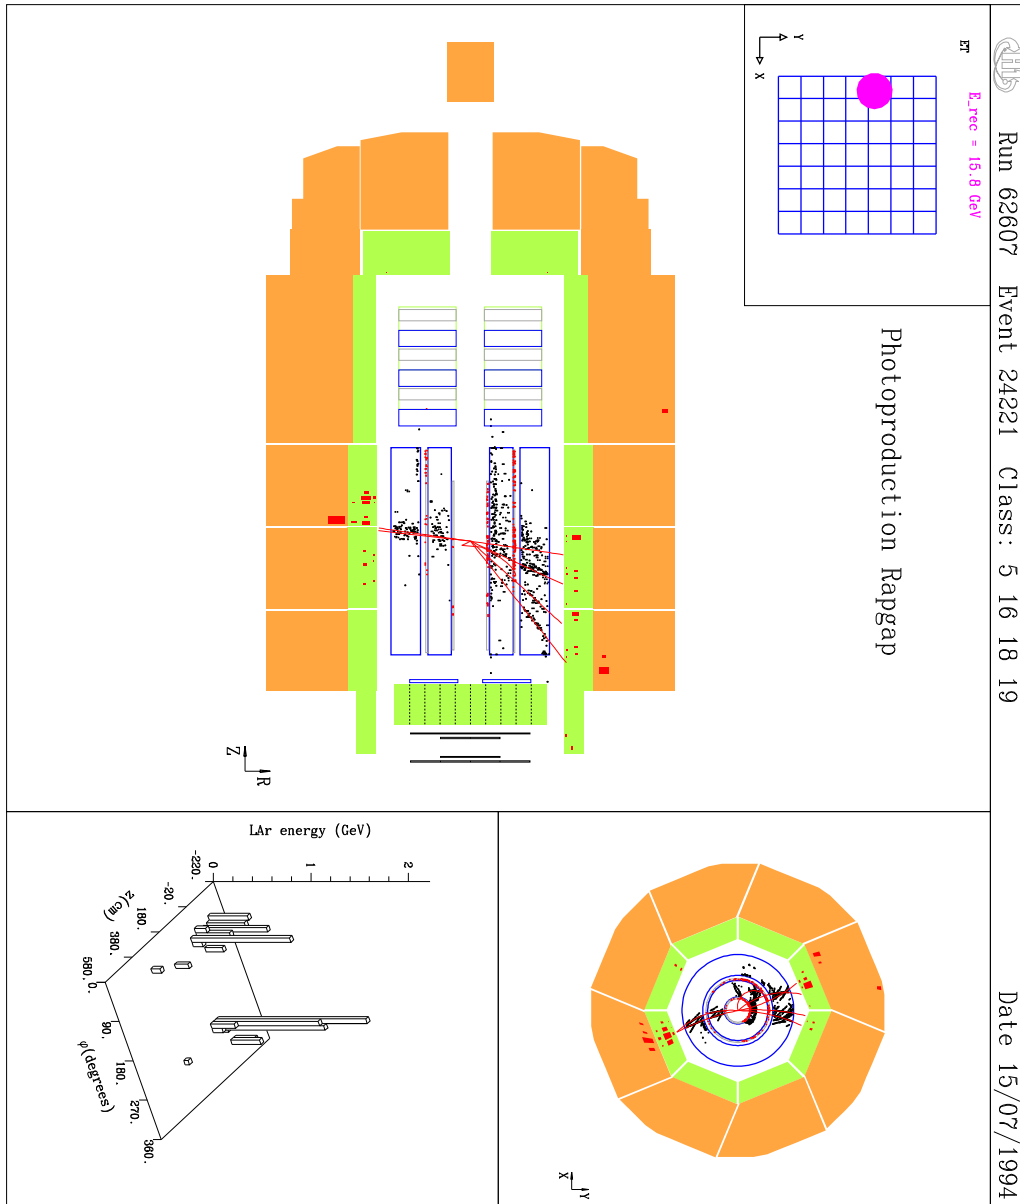 Run 62607 Event 24221 Class: 5 16 18 19 Date 15/07/1994
ET
E_rec = 15.8 GeV
Y
X
Photoproduction Rapgap
Z
R
LAr energy (GeV)
0
1
2
-220.
-20.
180.
380.
580.
Z(cm)
0.
90.
180.
270.
360.
φ(degrees)
X
Y